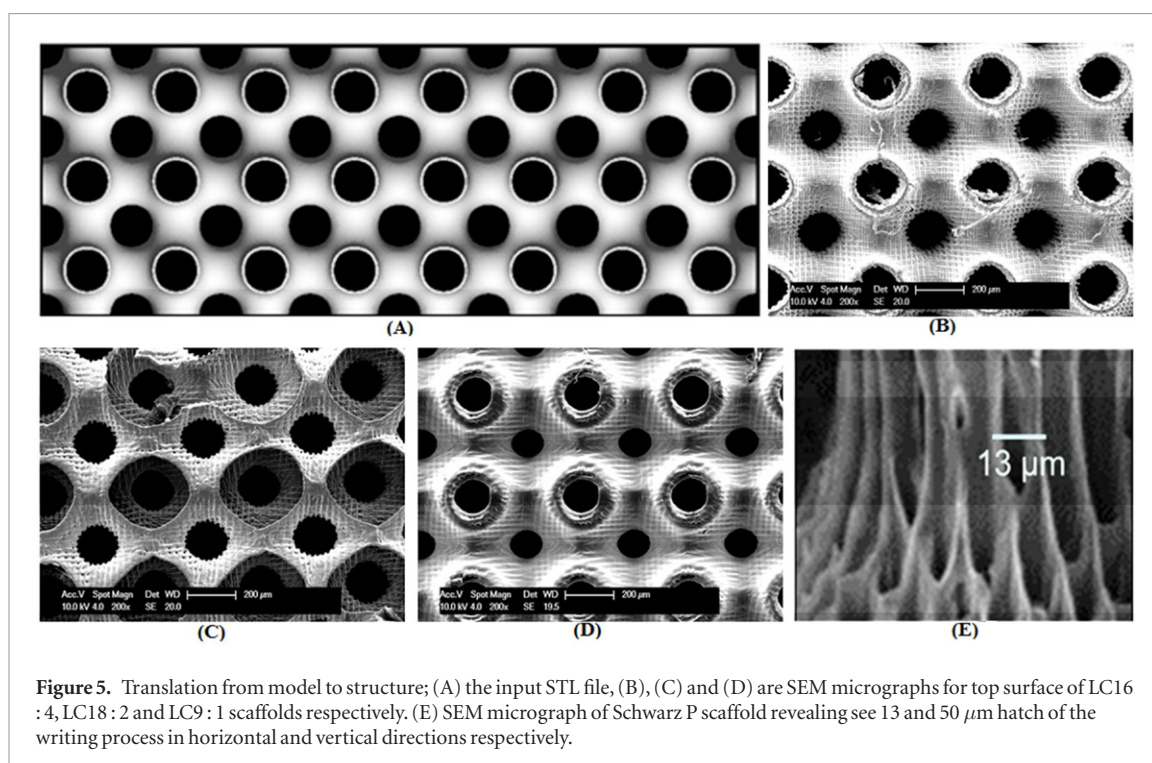 (A)
Acc.V Spot Magn Det WD 200 µm
10.0 kV 4.0 200x SE 20.0
(B)
Acc.V Spot Magn Det WD 200 µm
10.0 kV 4.0 200x SE 20.0
(C)
Acc.V Spot Magn Det WD 200 µm
10.0 kV 4.0 200x SE 19.5
(D)
13 µm
(E)
Figure 5. Translation from model to structure; (A) the input STL file, (B), (C) and (D) are SEM micrographs for top surface of LC16
: 4, LC18 : 2 and LC9 : 1 scaffolds respectively. (E) SEM micrograph of Schwarz P scaffold revealing see 13 and 50 µm hatch of the
writing process in horizontal and vertical directions respectively.